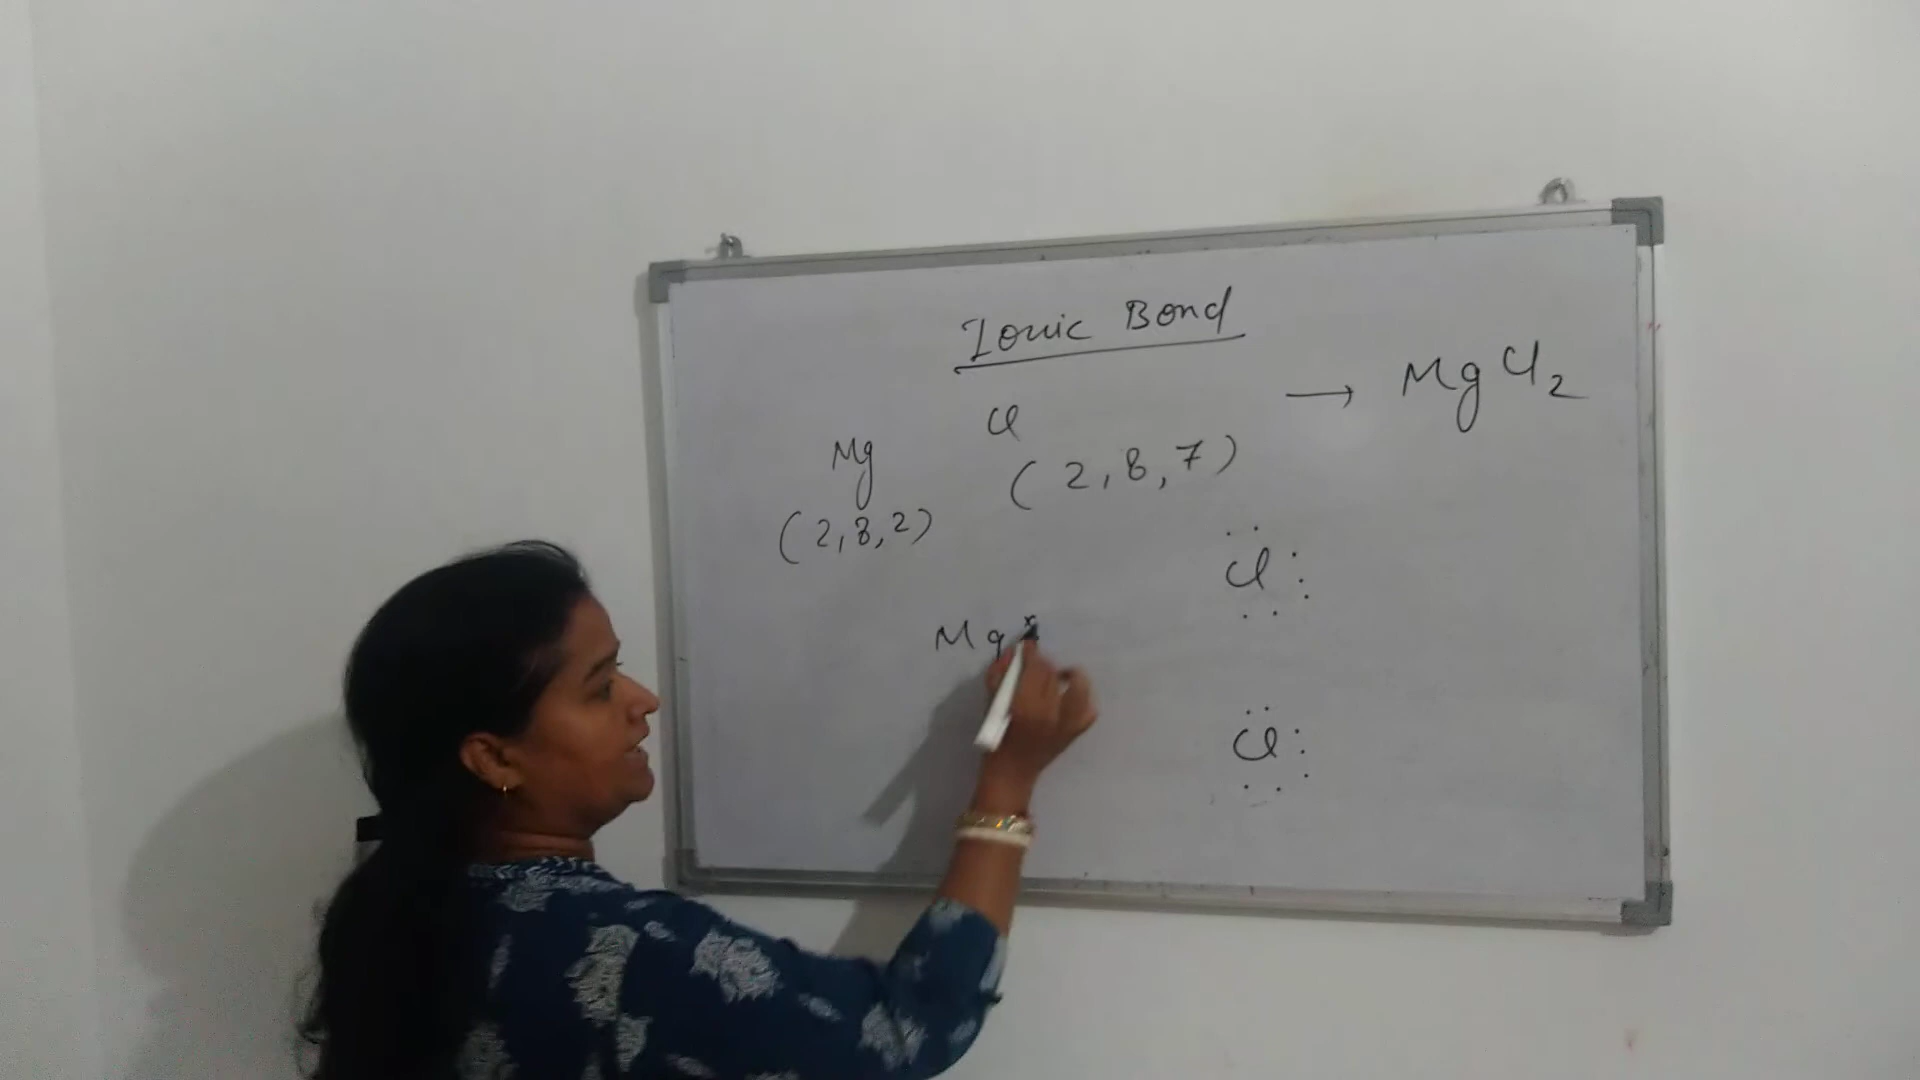 Ionic Bond
Mg Cl → MgCl₂
(2,8,2) (2,8,7)
Cl
Mg
Cl